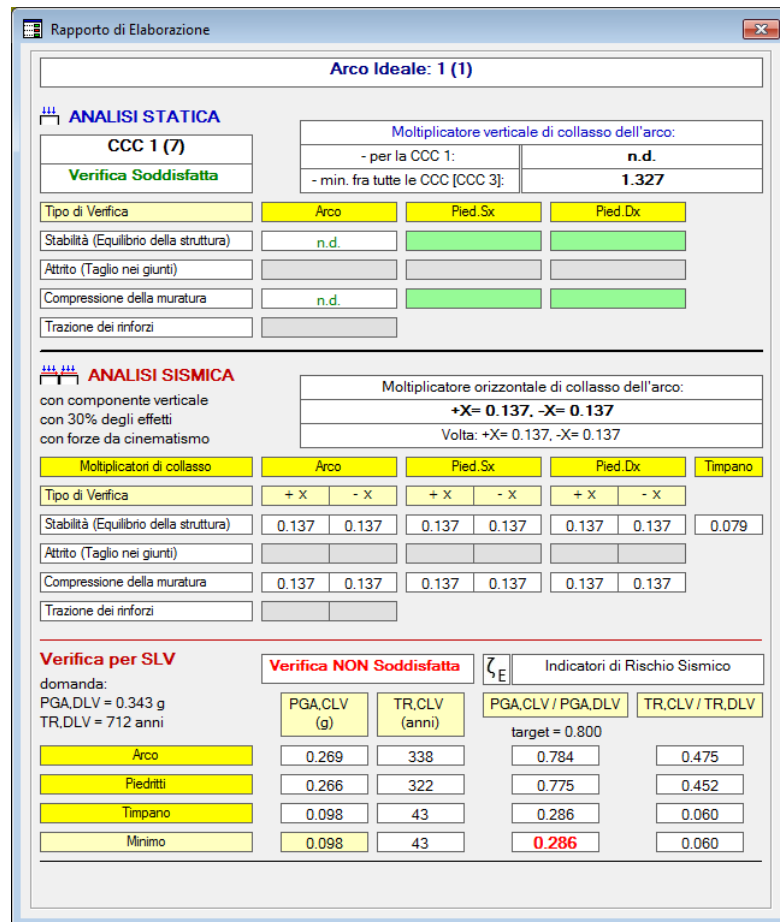 Rapporto di Elaborazione
Arco Ideale: 1 (1)
ANALISI STATICA
CCC 1 (7)
Verifica Soddisfatta
Moltiplicatore verticale di collasso dell'arco:
- per la CCC 1: n.d.
- min. fra tutte le CCC [CCC 3]: 1.327
Tipo di Verifica Arco Pied.Sx Pied.Dx
Stabilità (Equilibrio della struttura) n.d.
Attrito (Taglio nei giunti)
Compressione della muratura n.d.
Trazione dei rinforzi
ANALISI SISMICA
con componente verticale
con 30% degli effetti
con forze da cinematismo
Moltiplicatore orizzontale di collasso dell'arco:
+X= 0.137, -X= 0.137
Volta: +X= 0.137, -X= 0.137
Moltiplicatori di collasso Arco Pied.Sx Pied.Dx Timpano
Tipo di Verifica + X - X + X - X + X - X
Stabilità (Equilibrio della struttura) 0.137 0.137 0.137 0.137 0.137 0.137 0.079
Attrito (Taglio nei giunti)
Compressione della muratura 0.137 0.137 0.137 0.137 0.137 0.137
Trazione dei rinforzi
Verifica per SLV
domanda:
PGA,DLV = 0.343 g
TR,DLV = 712 anni
Verifica NON Soddisfatta ζE Indicatori di Rischio Sismico
PGA,CLV (g) TR,CLV (anni) PGA,CLV / PGA,DLV TR,CLV / TR,DLV
target = 0.800
Arco 0.269 338 0.784 0.475
Piedritti 0.266 322 0.775 0.452
Timpano 0.098 43 0.286 0.060
Minimo 0.098 43 0.286 0.060